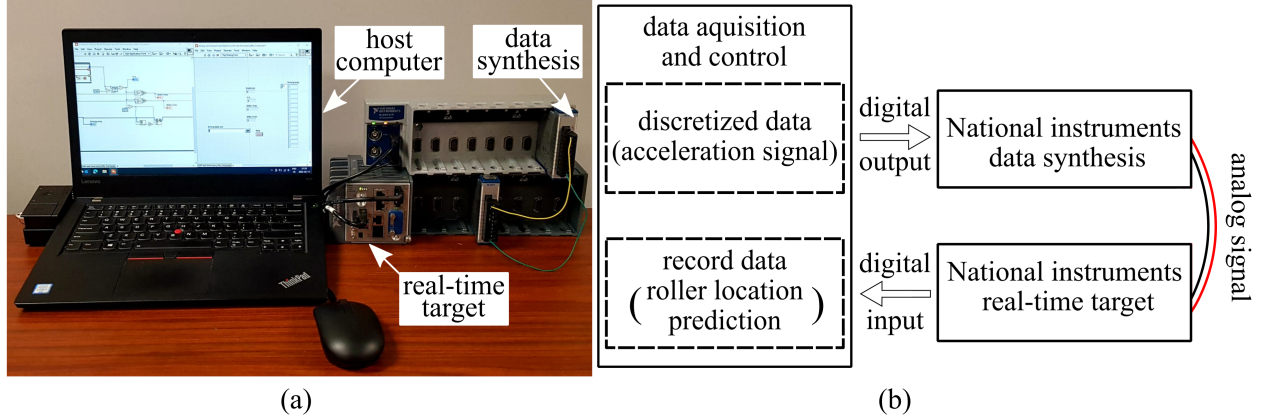 host
computer
data
synthesis
real-time
target
Lenovo
ThinkPad
(a)
data aquisition
and control
discretized data
(acceleration signal)
digital
output
National instruments
data synthesis
analog signal
record data
( roller location )
prediction
digital
input
National instruments
real-time target
(b)